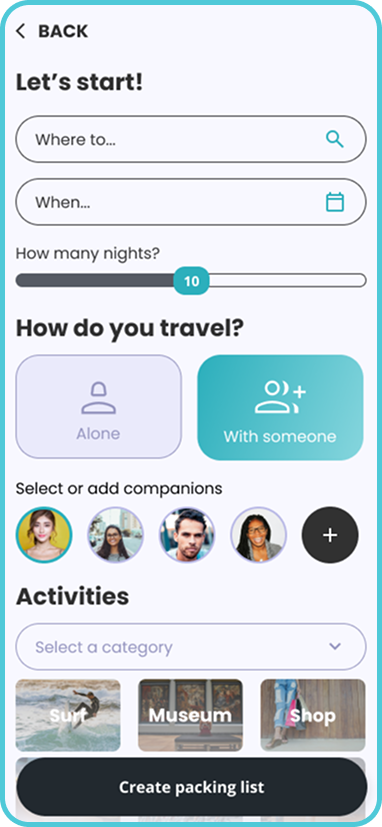 BACK
Let's start!
Where to...
When...
How many nights?
10
How do you travel?
Alone
With someone
Select or add companions
Activities
Select a category
Surf
Museum
Shop
Create packing list